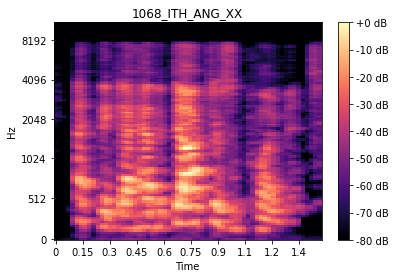 1068_ITH_ANG_XX
+0 dB
8192
-10 dB
4096
-20 dB
-30 dB
2048
Hz
-40 dB
1024
-50 dB
512
-60 dB
-70 dB
0
-80 dB
0 0.15 0.3 0.45 0.6 0.75 0.9 1.1 1.2 1.4
Time